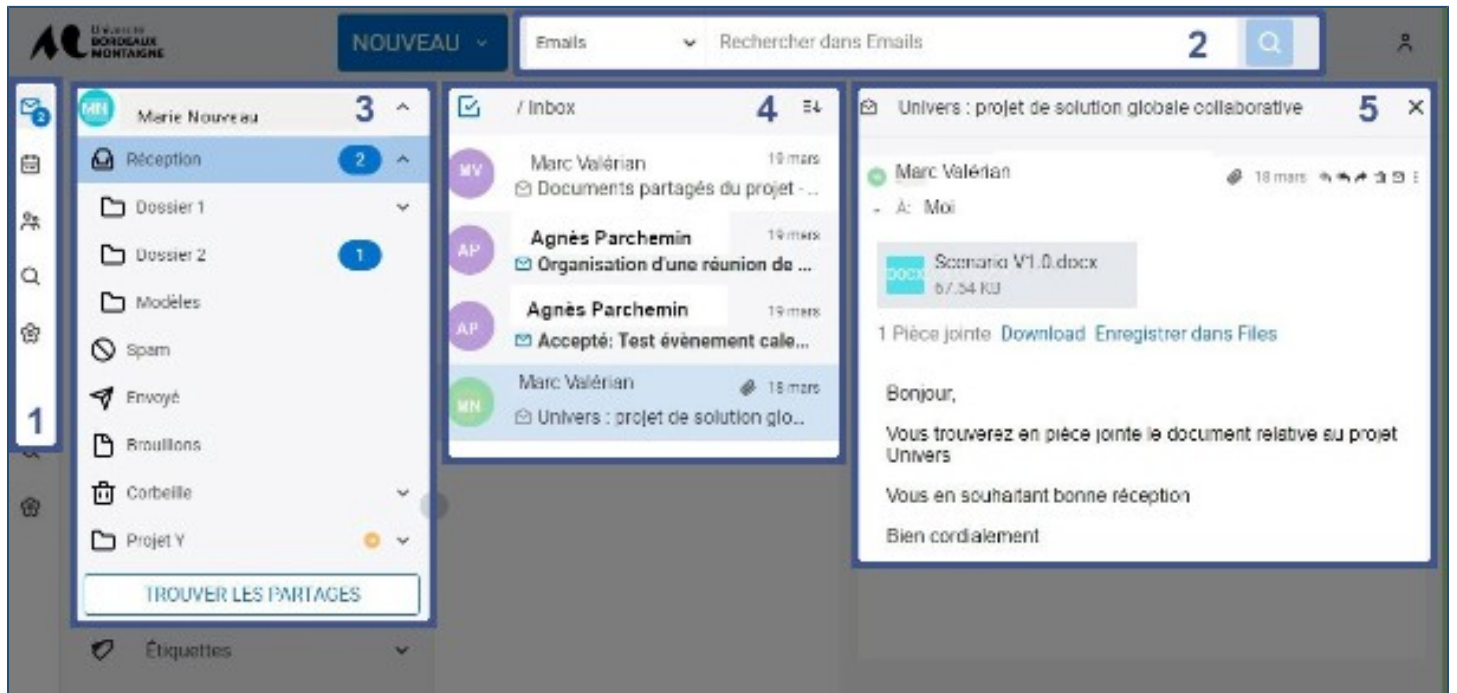 Université
BORDEAUX
MONTAIGNE
NOUVEAU
Emails
Rechercher dans Emails
2
2
1
MN
Marie Nouveau
3
Réception
2
Dossier 1
Dossier 2
1
Modèles
Spam
Envoyé
Brouillons
Corbeille
Projet Y
TROUVER LES PARTAGES
Étiquettes
/ Inbox
4
MV
Marc Valérian
19 mars
Documents partagés du projet - ...
AP
Agnès Parchemin
19 mars
Organisation d'une réunion de ...
AP
Agnès Parchemin
19 mars
Accepté: Test évènement cale...
MN
Marc Valérian
18 mars
Univers : projet de solution glo...
Univers : projet de solution globale collaborative
5
Marc Valérian
18 mars
À: Moi
DOCX
Scenario V1.0.docx
67.54 KB
1 Pièce jointe Download Enregistrer dans Files
Bonjour,
Vous trouverez en pièce jointe le document relative au projet
Univers
Vous en souhaitant bonne réception
Bien cordialement